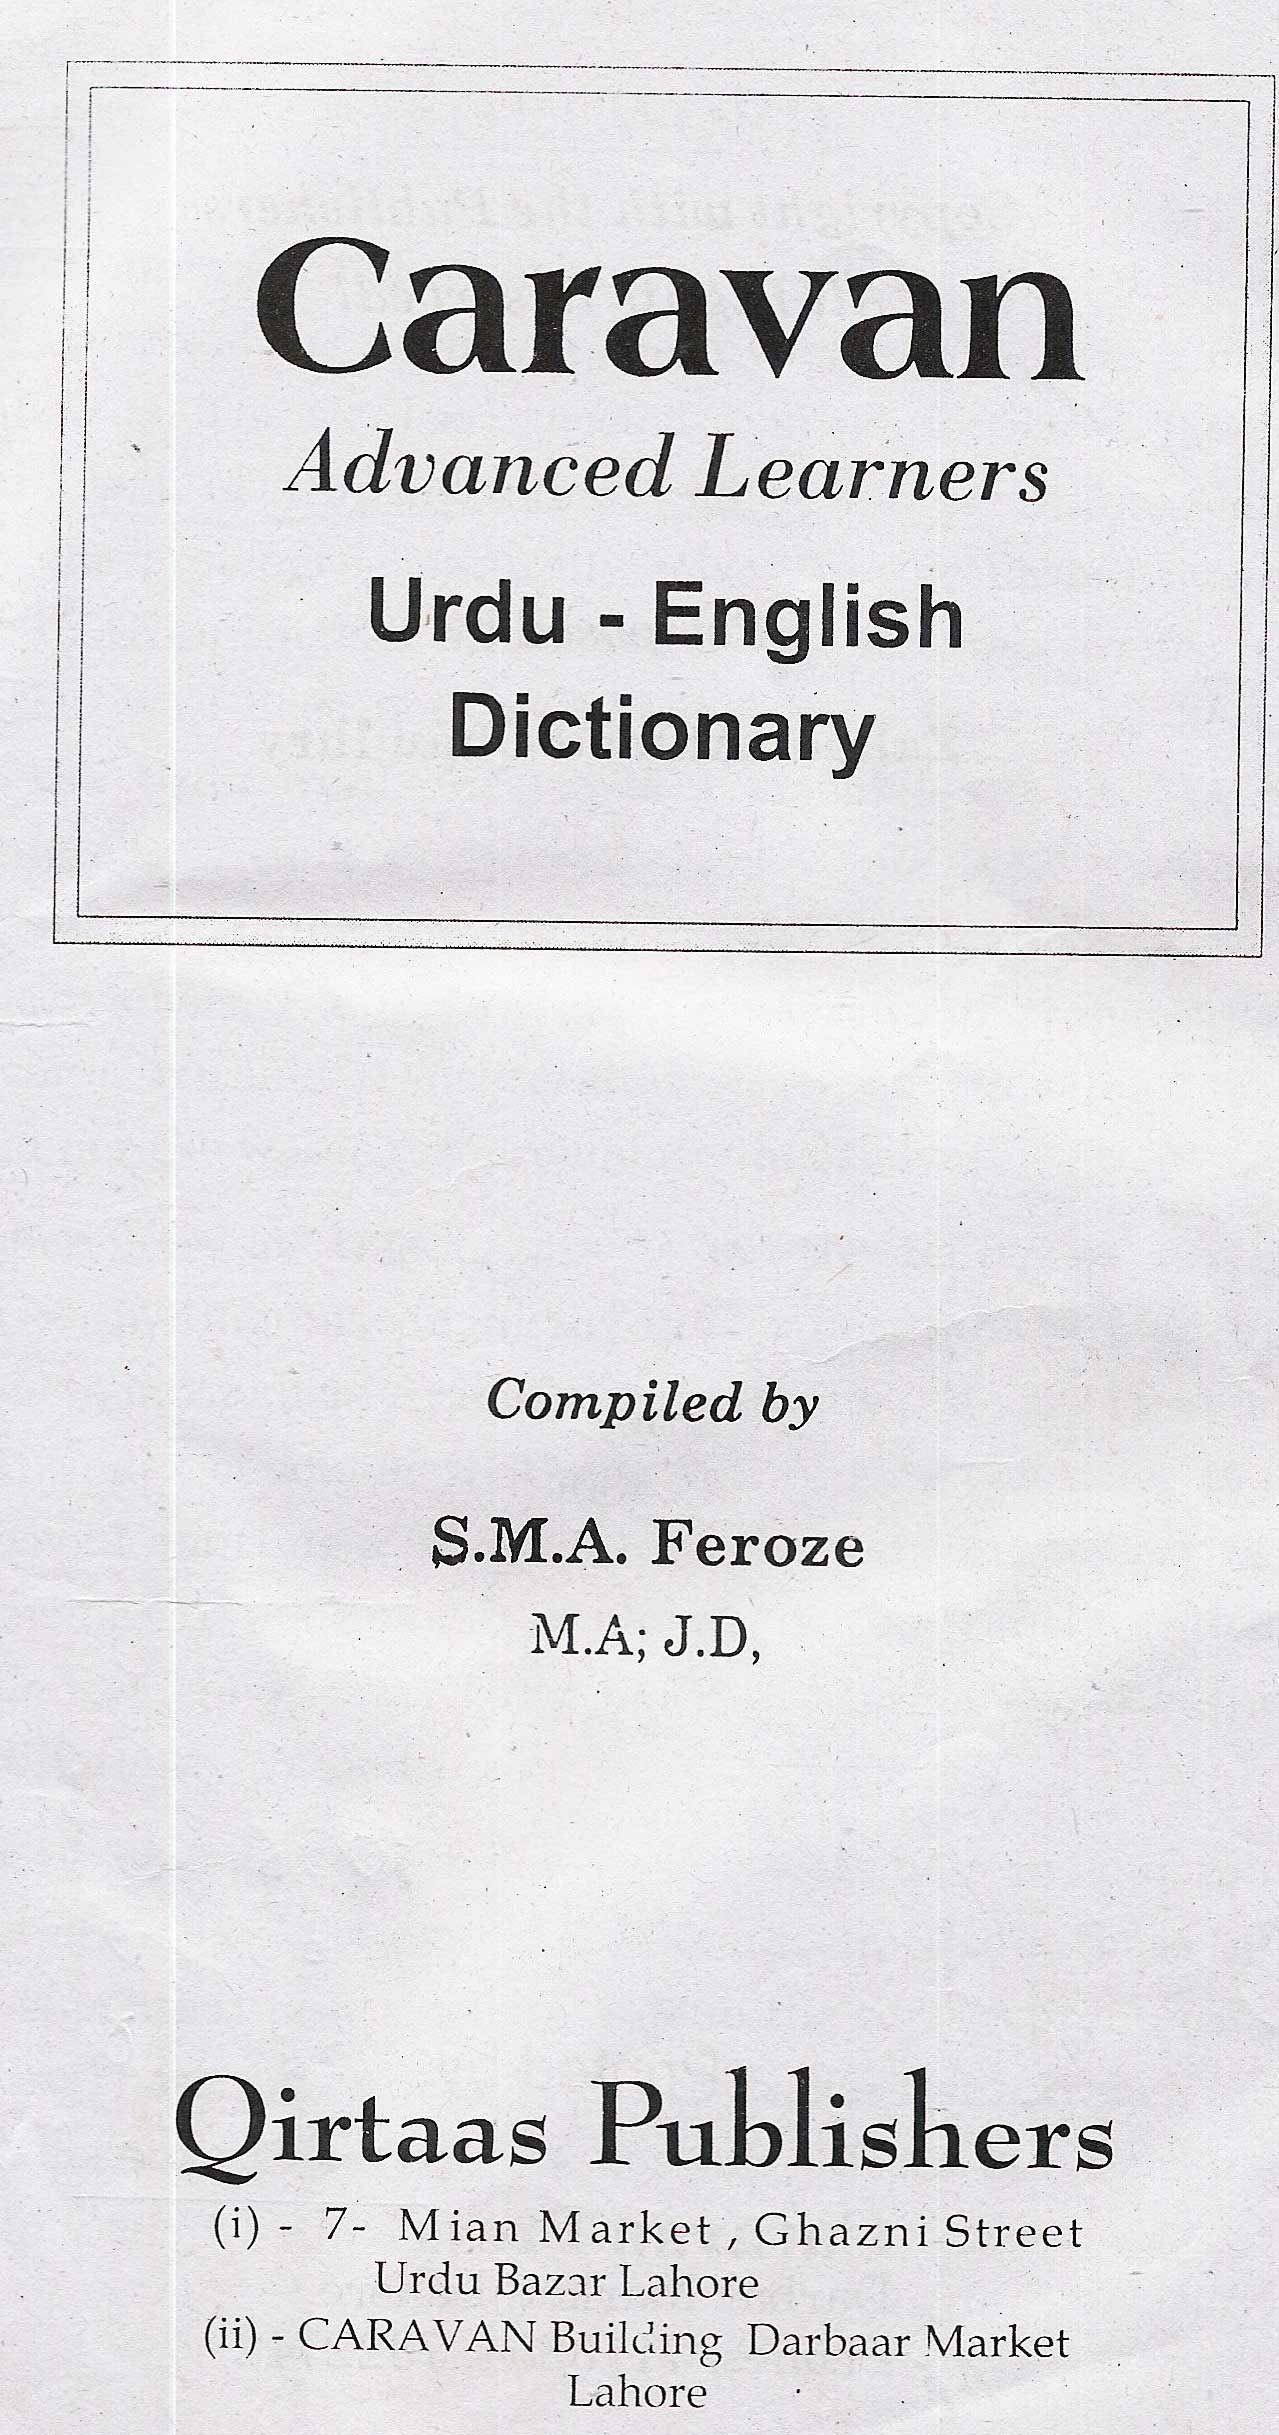 Caravan
Advanced Learners
Urdu - English
Dictionary
Compiled by
S.M.A. Feroze
M.A; J.D,
Qirtaas Publishers
(i) - 7- Mian Market , Ghazni Street
Urdu Bazar Lahore
(ii) - CARAVAN Building Darbaar Market
Lahore